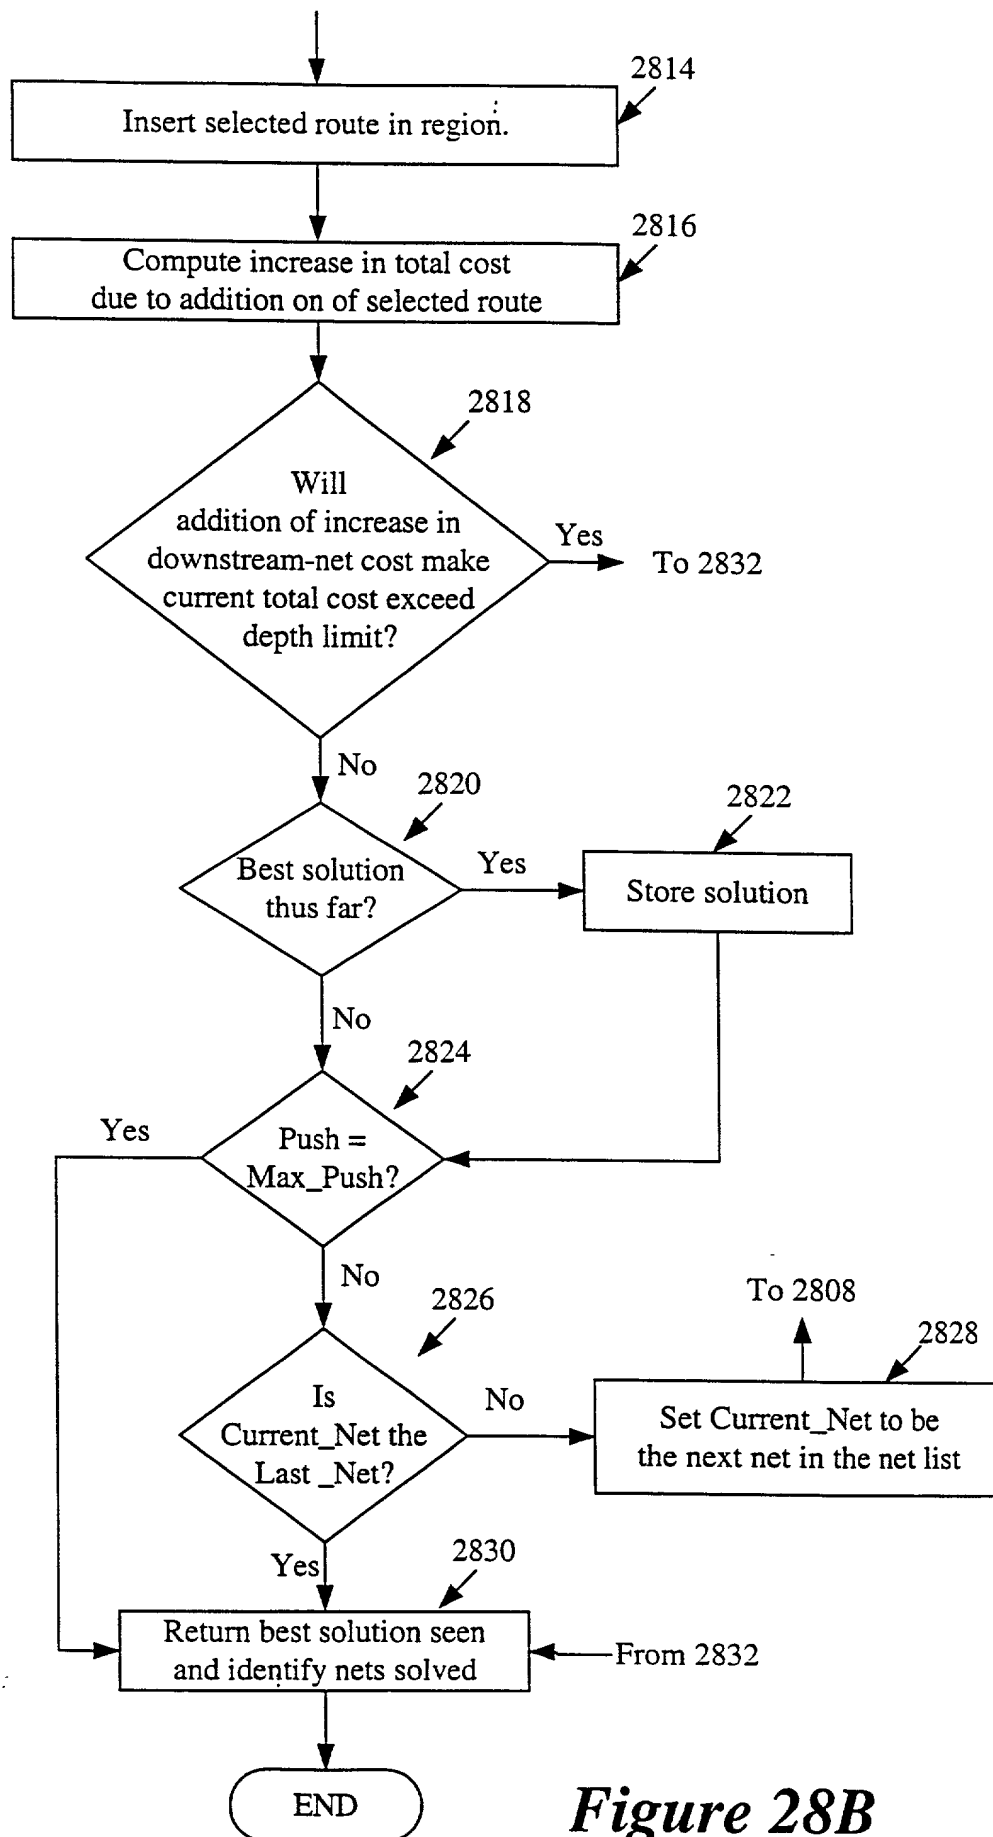 2814
Insert selected route in region.
2816
Compute increase in total cost
due to addition on of selected route
2818
Will
addition of increase in
downstream-net cost make
current total cost exceed
depth limit?
Yes
To 2832
No
2820
2822
Best solution
thus far?
Yes
Store solution
No
2824
Yes
Push =
Max_Push?
No
2826
To 2808
2828
Is
Current_Net the
Last _Net?
No
Set Current_Net to be
the next net in the net list
Yes
2830
Return best solution seen
and identify nets solved
From 2832
END
Figure 28B